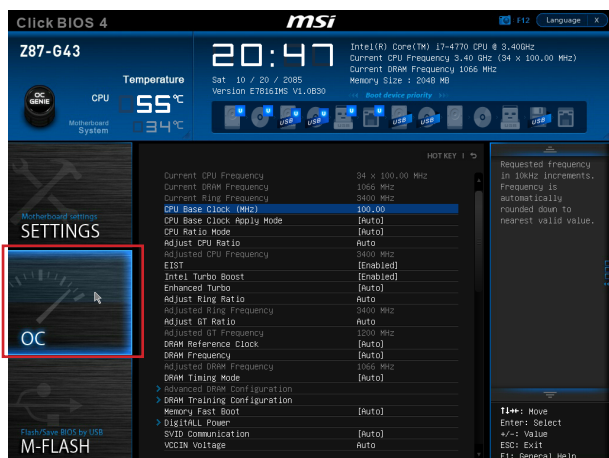 Click BIOS 4
msi
: F12
Language
X
Z87-G43
20:47
Intel(R) Core(TM) i7-4770 CPU @ 3.40GHz
Current CPU Frequency 3.40 GHz (34 x 100.00 MHz)
Current DRAM Frequency 1066 MHz
Memory Size : 2048 MB
Temperature
Sat 10 / 20 / 2085
Version E7816IMS V1.0B30
Boot device priority
OC
GENIE
CPU
55°C
Motherboard
System
34°C
USB
USB
USB
USB
USB
HOT KEY
Current CPU Frequency 34 x 100.00 MHz
Current DRAM Frequency 1066 MHz
Current Ring Frequency 3400 MHz
CPU Base Clock (MHz) 100.00
CPU Base Clock Apply Mode [Auto]
CPU Ratio Mode [Auto]
Adjust CPU Ratio Auto
Adjusted CPU Frequency 3400 MHz
EIST [Enabled]
Intel Turbo Boost [Enabled]
Enhanced Turbo [Auto]
Adjust Ring Ratio Auto
Adjusted Ring Frequency 3400 MHz
Adjust GT Ratio Auto
Adjusted GT Frequency 1200 MHz
DRAM Reference Clock [Auto]
DRAM Frequency [Auto]
Adjusted DRAM Frequency 1066 MHz
DRAM Timing Mode [Auto]
> Advanced DRAM Configuration
> DRAM Training Configuration
Memory Fast Boot [Auto]
> DigitALL Power
SVID Communication [Auto]
VCCIN Voltage Auto
Motherboard settings
SETTINGS
OC
Flash/Save BIOS by USB
M-FLASH
Requested frequency
in 10kHz increments.
Frequency is
automatically
rounded down to
nearest valid value.
↑↓←→: Move
Enter: Select
+/-: Value
ESC: Exit
F1: General Help